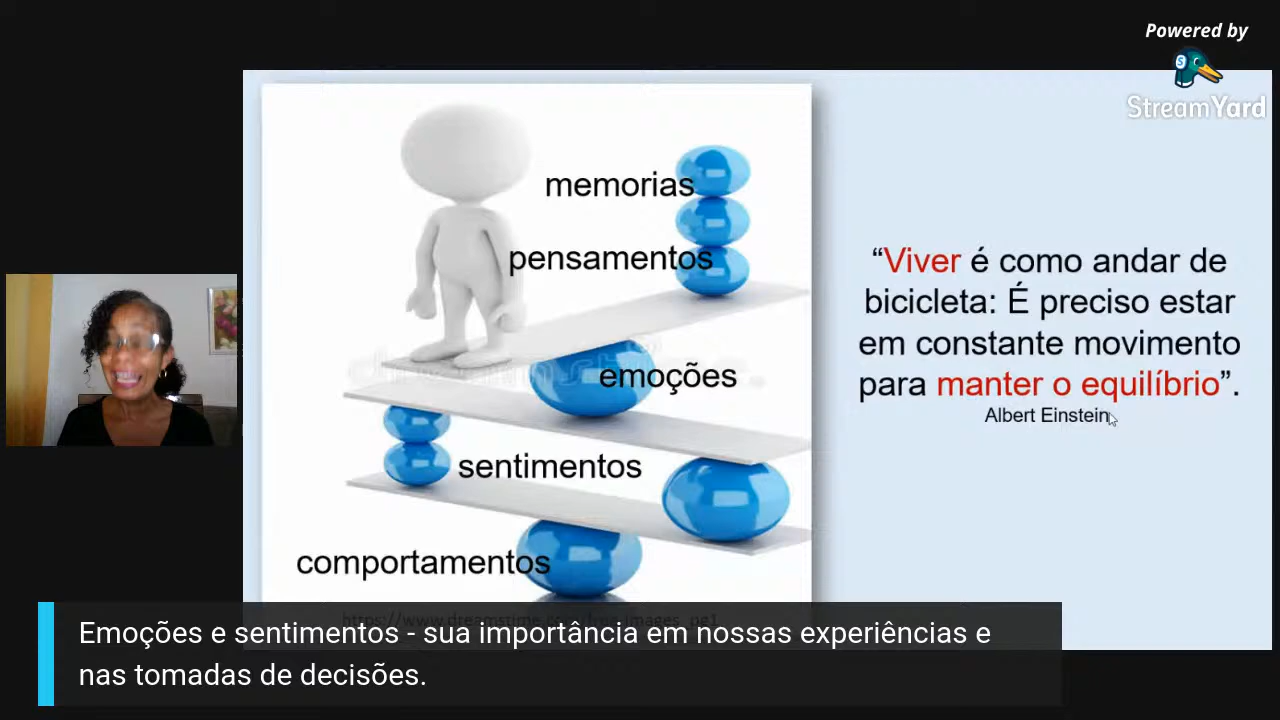 Powered by
StreamYard
memorias
pensamentos
emoções
sentimentos
comportamentos
“Viver é como andar de
bicicleta: É preciso estar
em constante movimento
para manter o equilíbrio”.
Albert Einstein
Emoções e sentimentos - sua importância em nossas experiências e
nas tomadas de decisões.